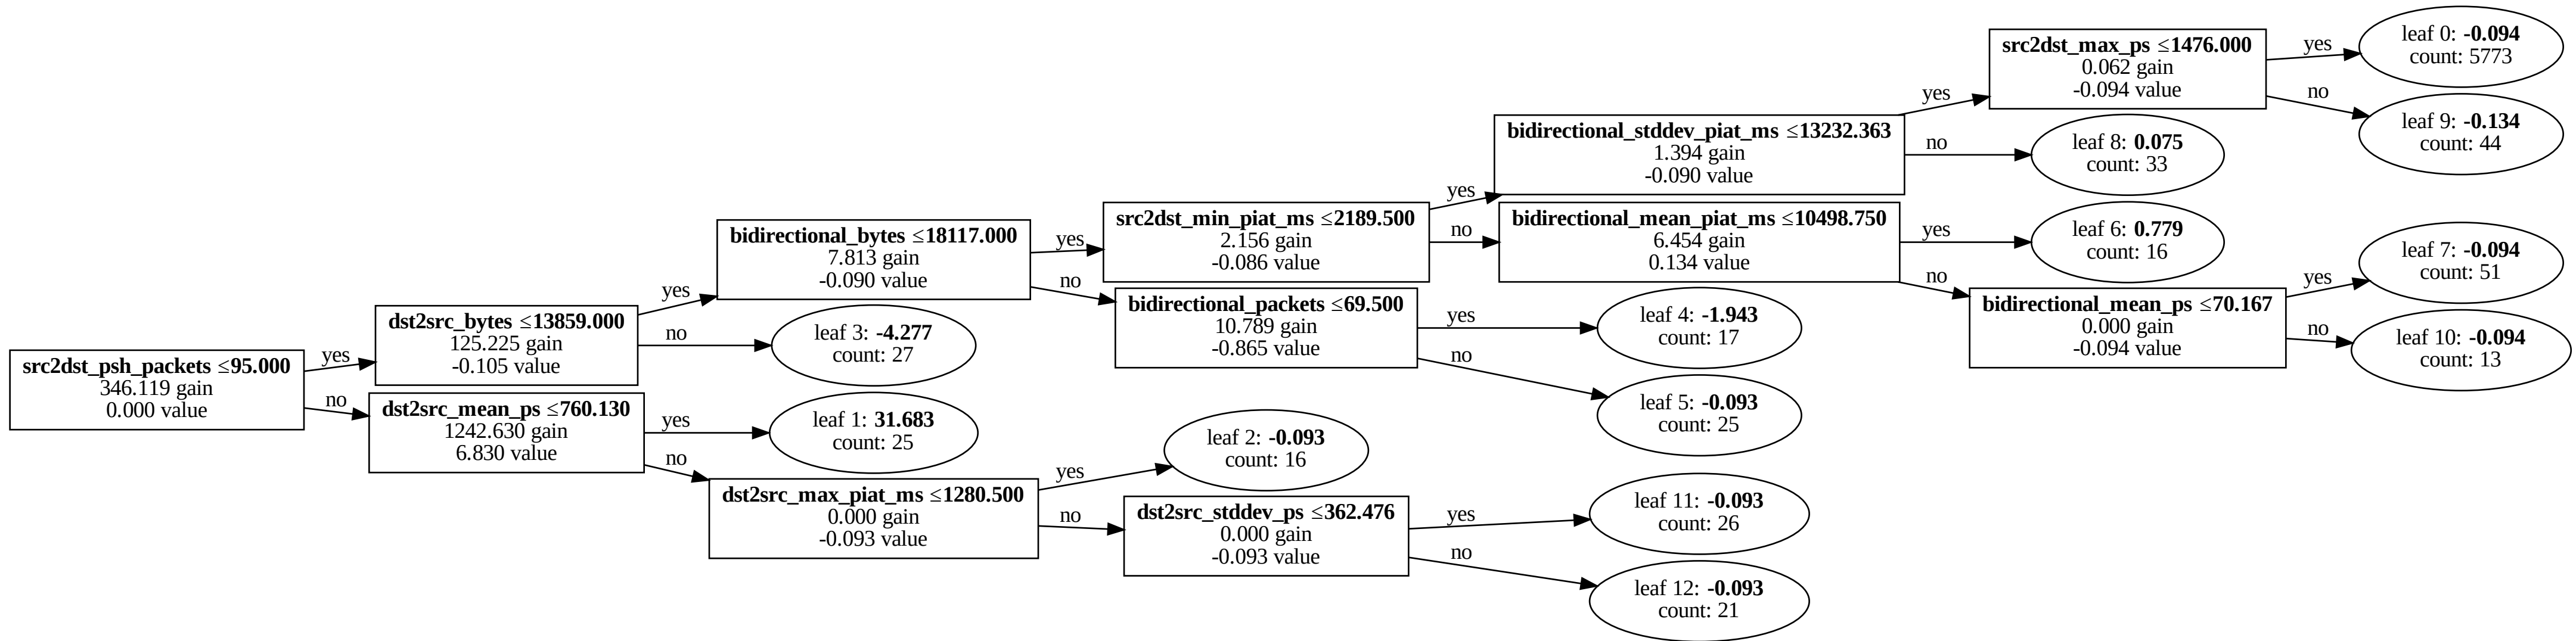 src2dst_psh_packets ≤95.000
346.119 gain
0.000 value
yes
no
dst2src_bytes ≤13859.000
125.225 gain
-0.105 value
yes
no
dst2src_mean_ps ≤760.130
1242.630 gain
6.830 value
yes
no
bidirectional_bytes ≤18117.000
7.813 gain
-0.090 value
yes
no
leaf 3: -4.277
count: 27
leaf 1: 31.683
count: 25
dst2src_max_piat_ms ≤1280.500
0.000 gain
-0.093 value
yes
no
src2dst_min_piat_ms ≤2189.500
2.156 gain
-0.086 value
yes
no
bidirectional_packets ≤69.500
10.789 gain
-0.865 value
yes
no
leaf 2: -0.093
count: 16
dst2src_stddev_ps ≤362.476
0.000 gain
-0.093 value
yes
no
bidirectional_stddev_piat_ms ≤13232.363
1.394 gain
-0.090 value
yes
no
bidirectional_mean_piat_ms ≤10498.750
6.454 gain
0.134 value
yes
no
leaf 4: -1.943
count: 17
leaf 5: -0.093
count: 25
leaf 11: -0.093
count: 26
leaf 12: -0.093
count: 21
src2dst_max_ps ≤1476.000
0.062 gain
-0.094 value
yes
no
leaf 8: 0.075
count: 33
leaf 6: 0.779
count: 16
bidirectional_mean_ps ≤70.167
0.000 gain
-0.094 value
yes
no
leaf 0: -0.094
count: 5773
leaf 9: -0.134
count: 44
leaf 7: -0.094
count: 51
leaf 10: -0.094
count: 13